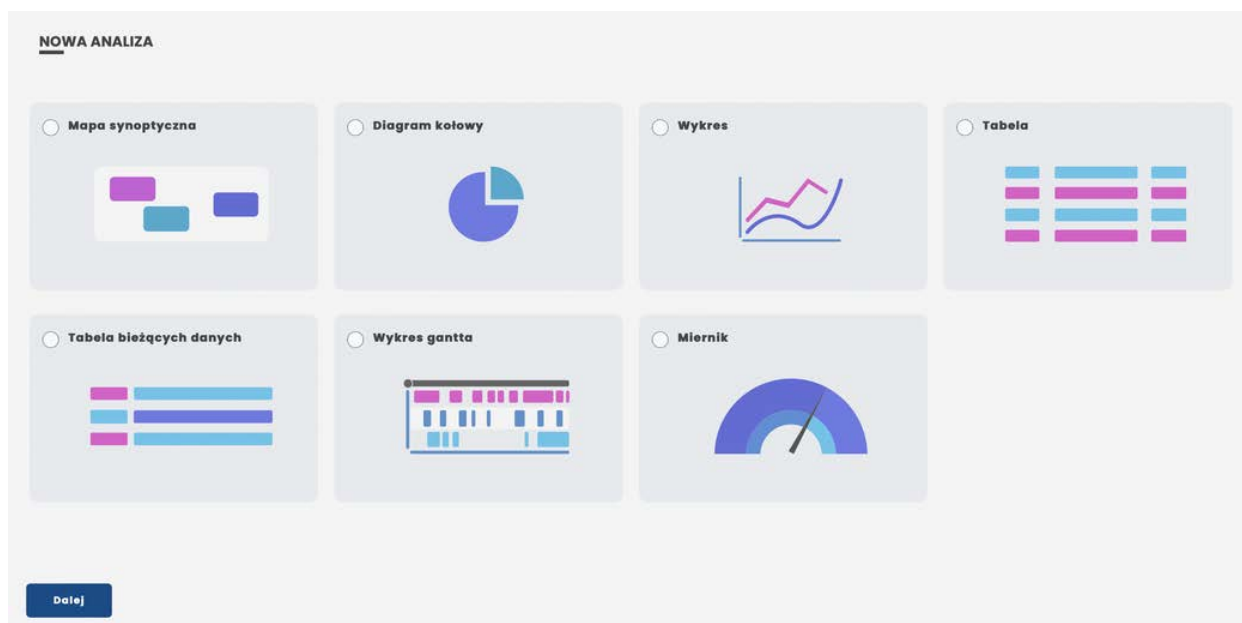 NOWA ANALIZA
Mapa synoptyczna
Diagram kołowy
Wykres
Tabela
Tabela bieżących danych
Wykres gantta
Miernik
Dalej